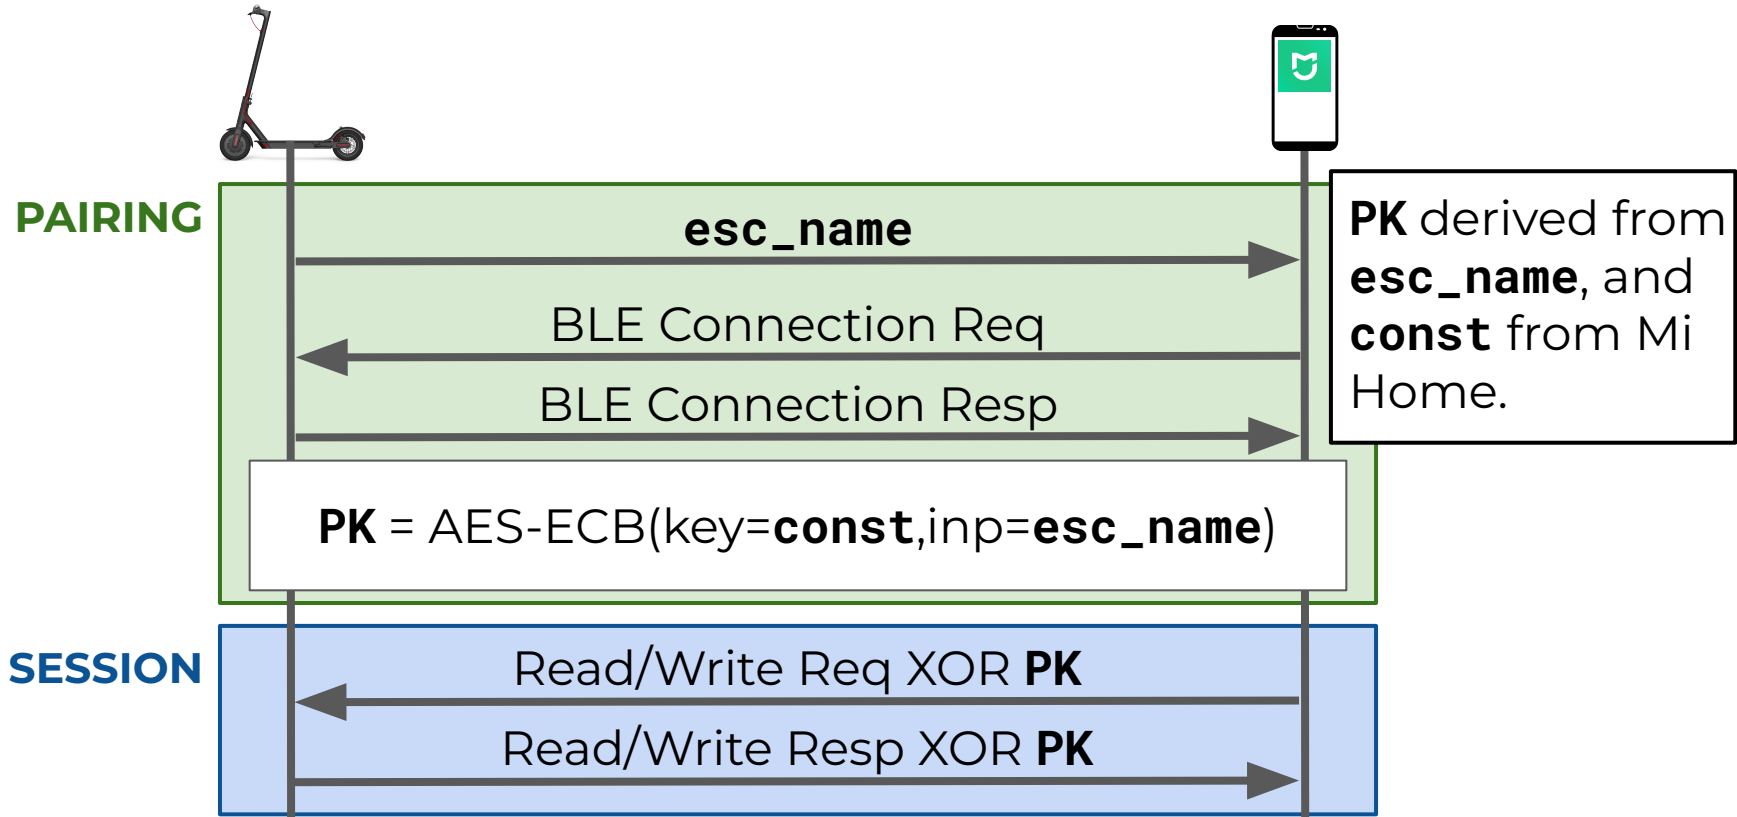 PAIRING
esc_name
BLE Connection Req
BLE Connection Resp
PK derived from
esc_name, and
const from Mi
Home.
PK = AES-ECB(key=const,inp=esc_name)
SESSION
Read/Write Req XOR PK
Read/Write Resp XOR PK